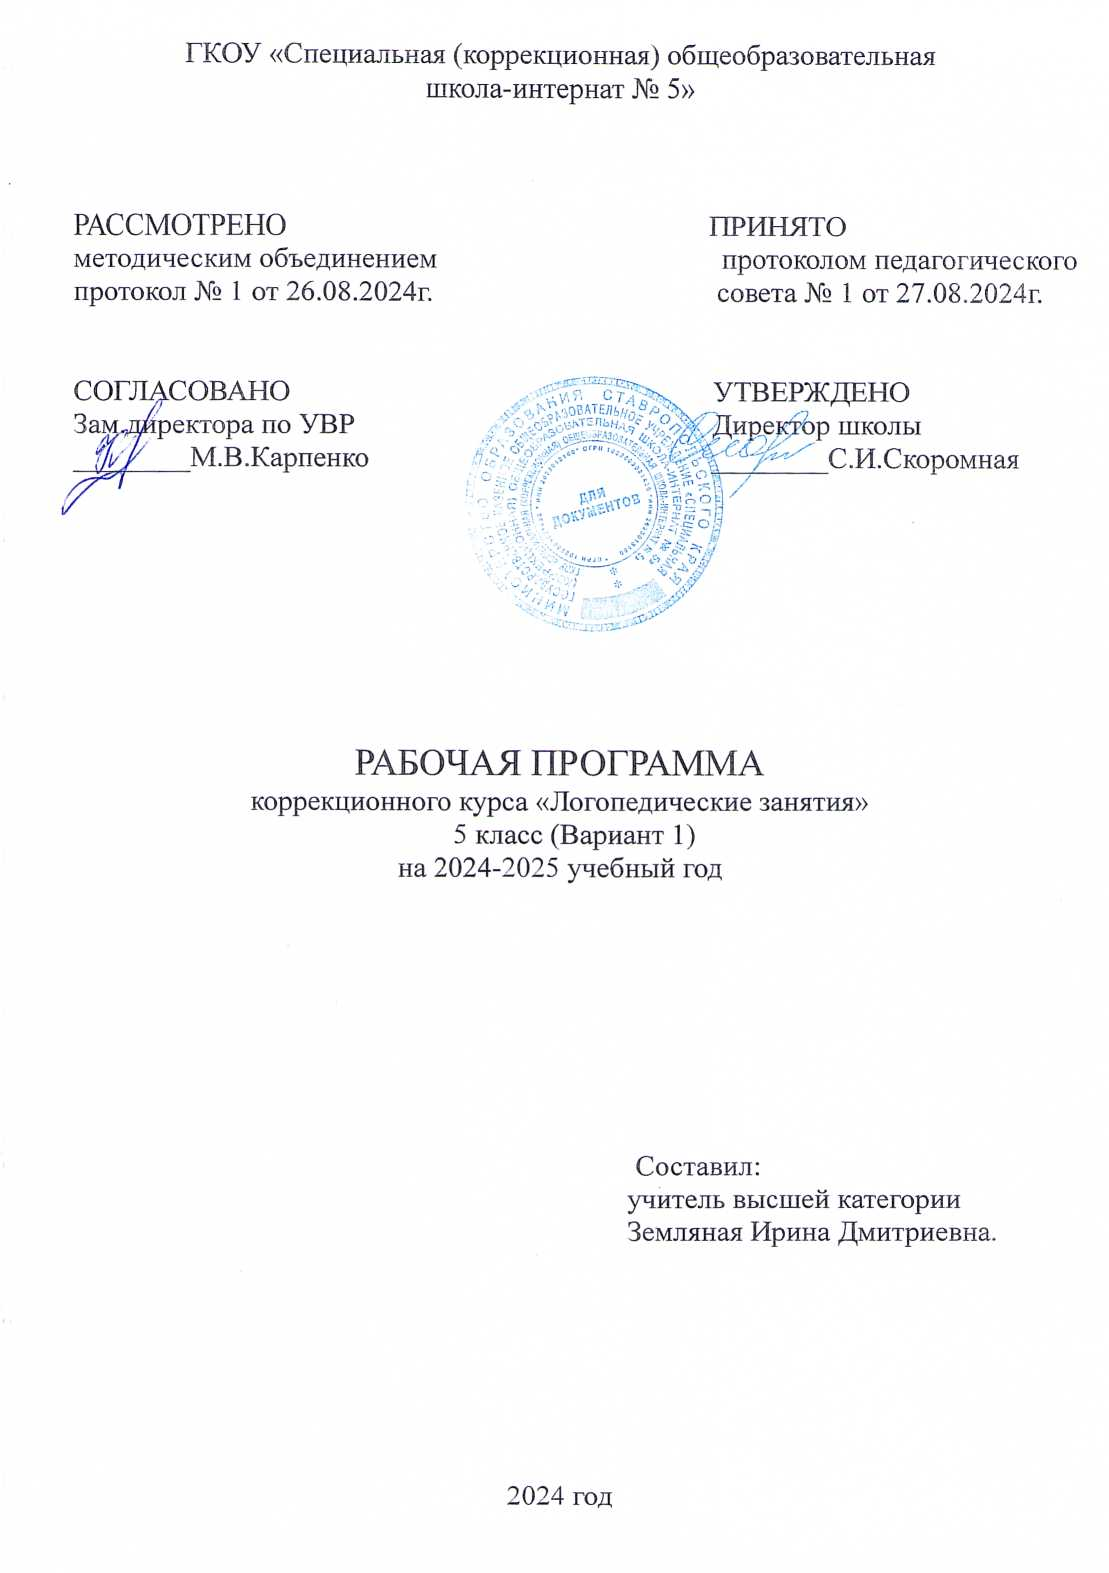 ГКОУ «Специальная (коррекционная) общеобразовательная
школа-интернат № 5»
РАССМОТРЕНО
методическим объединением
протокол № 1 от 26.08.2024г.
ПРИНЯТО
протоколом педагогического
совета № 1 от 27.08.2024г.
СОГЛАСОВАНО
Зам.директора по УВР
________М.В.Карпенко
УТВЕРЖДЕНО
Директор школы
________С.И.Скоромная
ДЛЯ
ДОКУМЕНТОВ
РАБОЧАЯ ПРОГРАММА
коррекционного курса «Логопедические занятия»
5 класс (Вариант 1)
на 2024-2025 учебный год
Составил:
учитель высшей категории
Земляная Ирина Дмитриевна.
2024 год